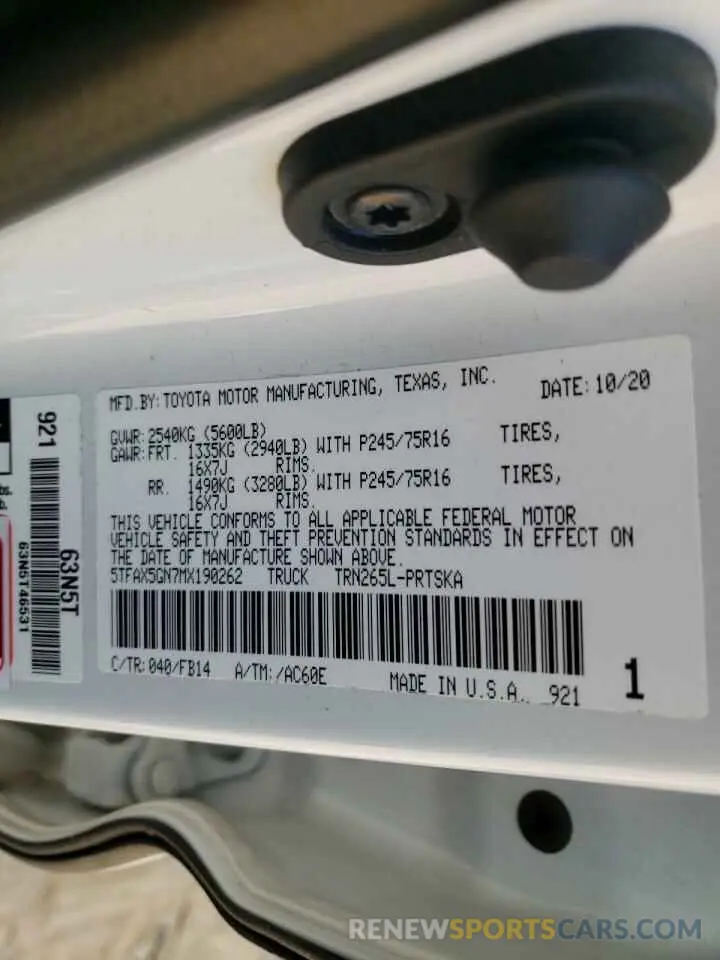 MFD.BY: TOYOTA MOTOR MANUFACTURING, TEXAS, INC. DATE: 10/20
GVWR: 2540KG (5600LB)
GAWR: FRT. 1335KG (2940LB) WITH P245/75R16 TIRES,
16X7J RIMS.
RR. 1490KG (3280LB) WITH P245/75R16 TIRES,
16X7J RIMS.
THIS VEHICLE CONFORMS TO ALL APPLICABLE FEDERAL MOTOR
VEHICLE SAFETY AND THEFT PREVENTION STANDARDS IN EFFECT ON
THE DATE OF MANUFACTURE SHOWN ABOVE.
5TFAX5GN7MX190262 TRUCK TRN265L-PRTSKA
C/TR: 040/FB14 A/TM: /AC60E MADE IN U.S.A. 921
1
921
63N5T
63N5T46531
RENEWSPORTSCARS.COM